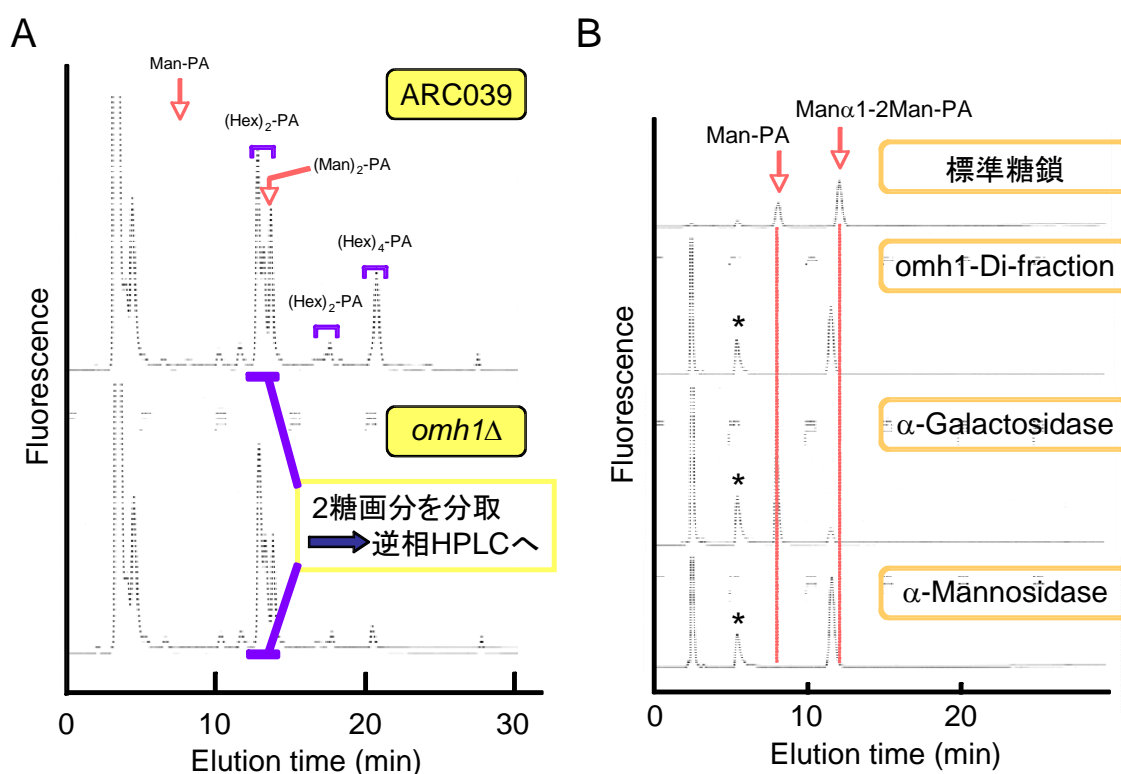 A
Man-PA
ARC039
(Hex)2-PA
(Man)2-PA
(Hex)4-PA
(Hex)2-PA
omh1Δ
2糖画分を分取
逆相HPLCへ
Fluorescence
0 10 20 30
Elution time (min)
B
Manα1-2Man-PA
Man-PA
標準糖鎖
omh1-Di-fraction
*
α-Galactosidase
*
α-Mannosidase
*
Fluorescence
0 10 20
Elution time (min)